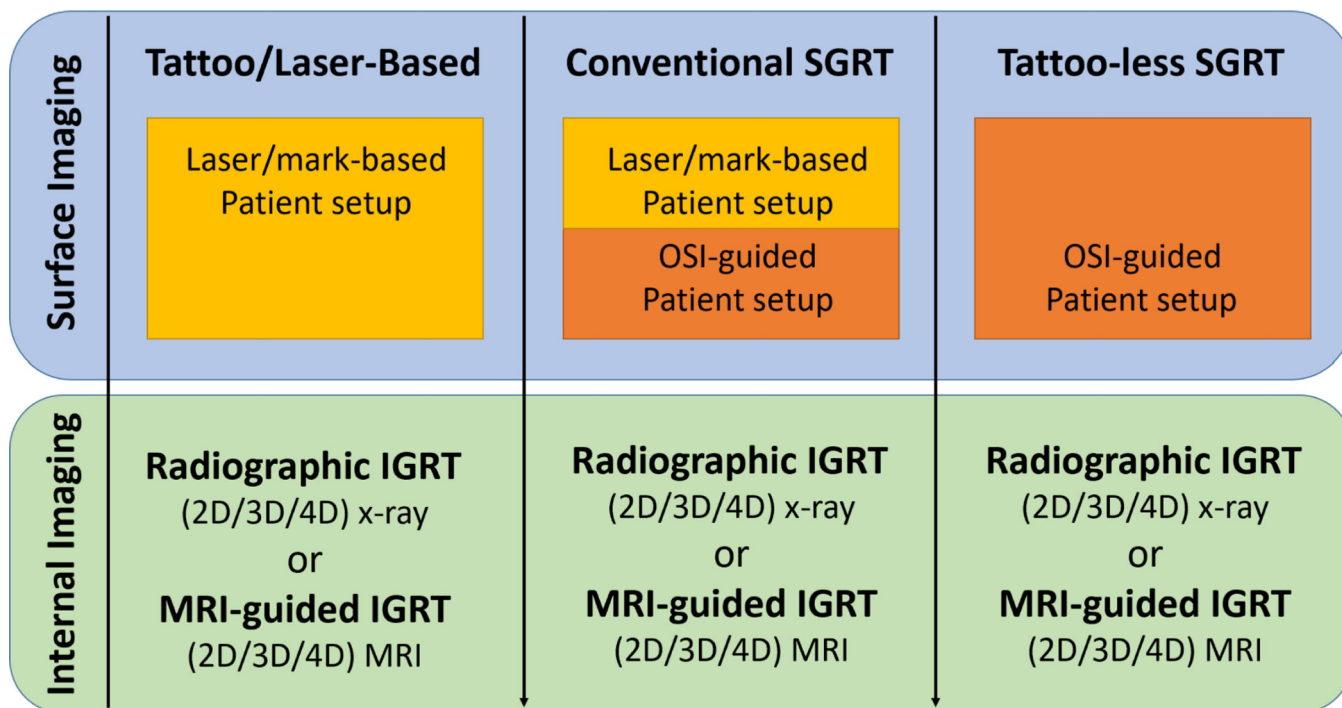 Surface Imaging
Tattoo/Laser-Based
Laser/mark-based
Patient setup
Conventional SGRT
Laser/mark-based
Patient setup
OSI-guided
Patient setup
Tattoo-less SGRT
OSI-guided
Patient setup
Internal Imaging
Radiographic IGRT
(2D/3D/4D) x-ray
or
MRI-guided IGRT
(2D/3D/4D) MRI
Radiographic IGRT
(2D/3D/4D) x-ray
or
MRI-guided IGRT
(2D/3D/4D) MRI
Radiographic IGRT
(2D/3D/4D) x-ray
or
MRI-guided IGRT
(2D/3D/4D) MRI